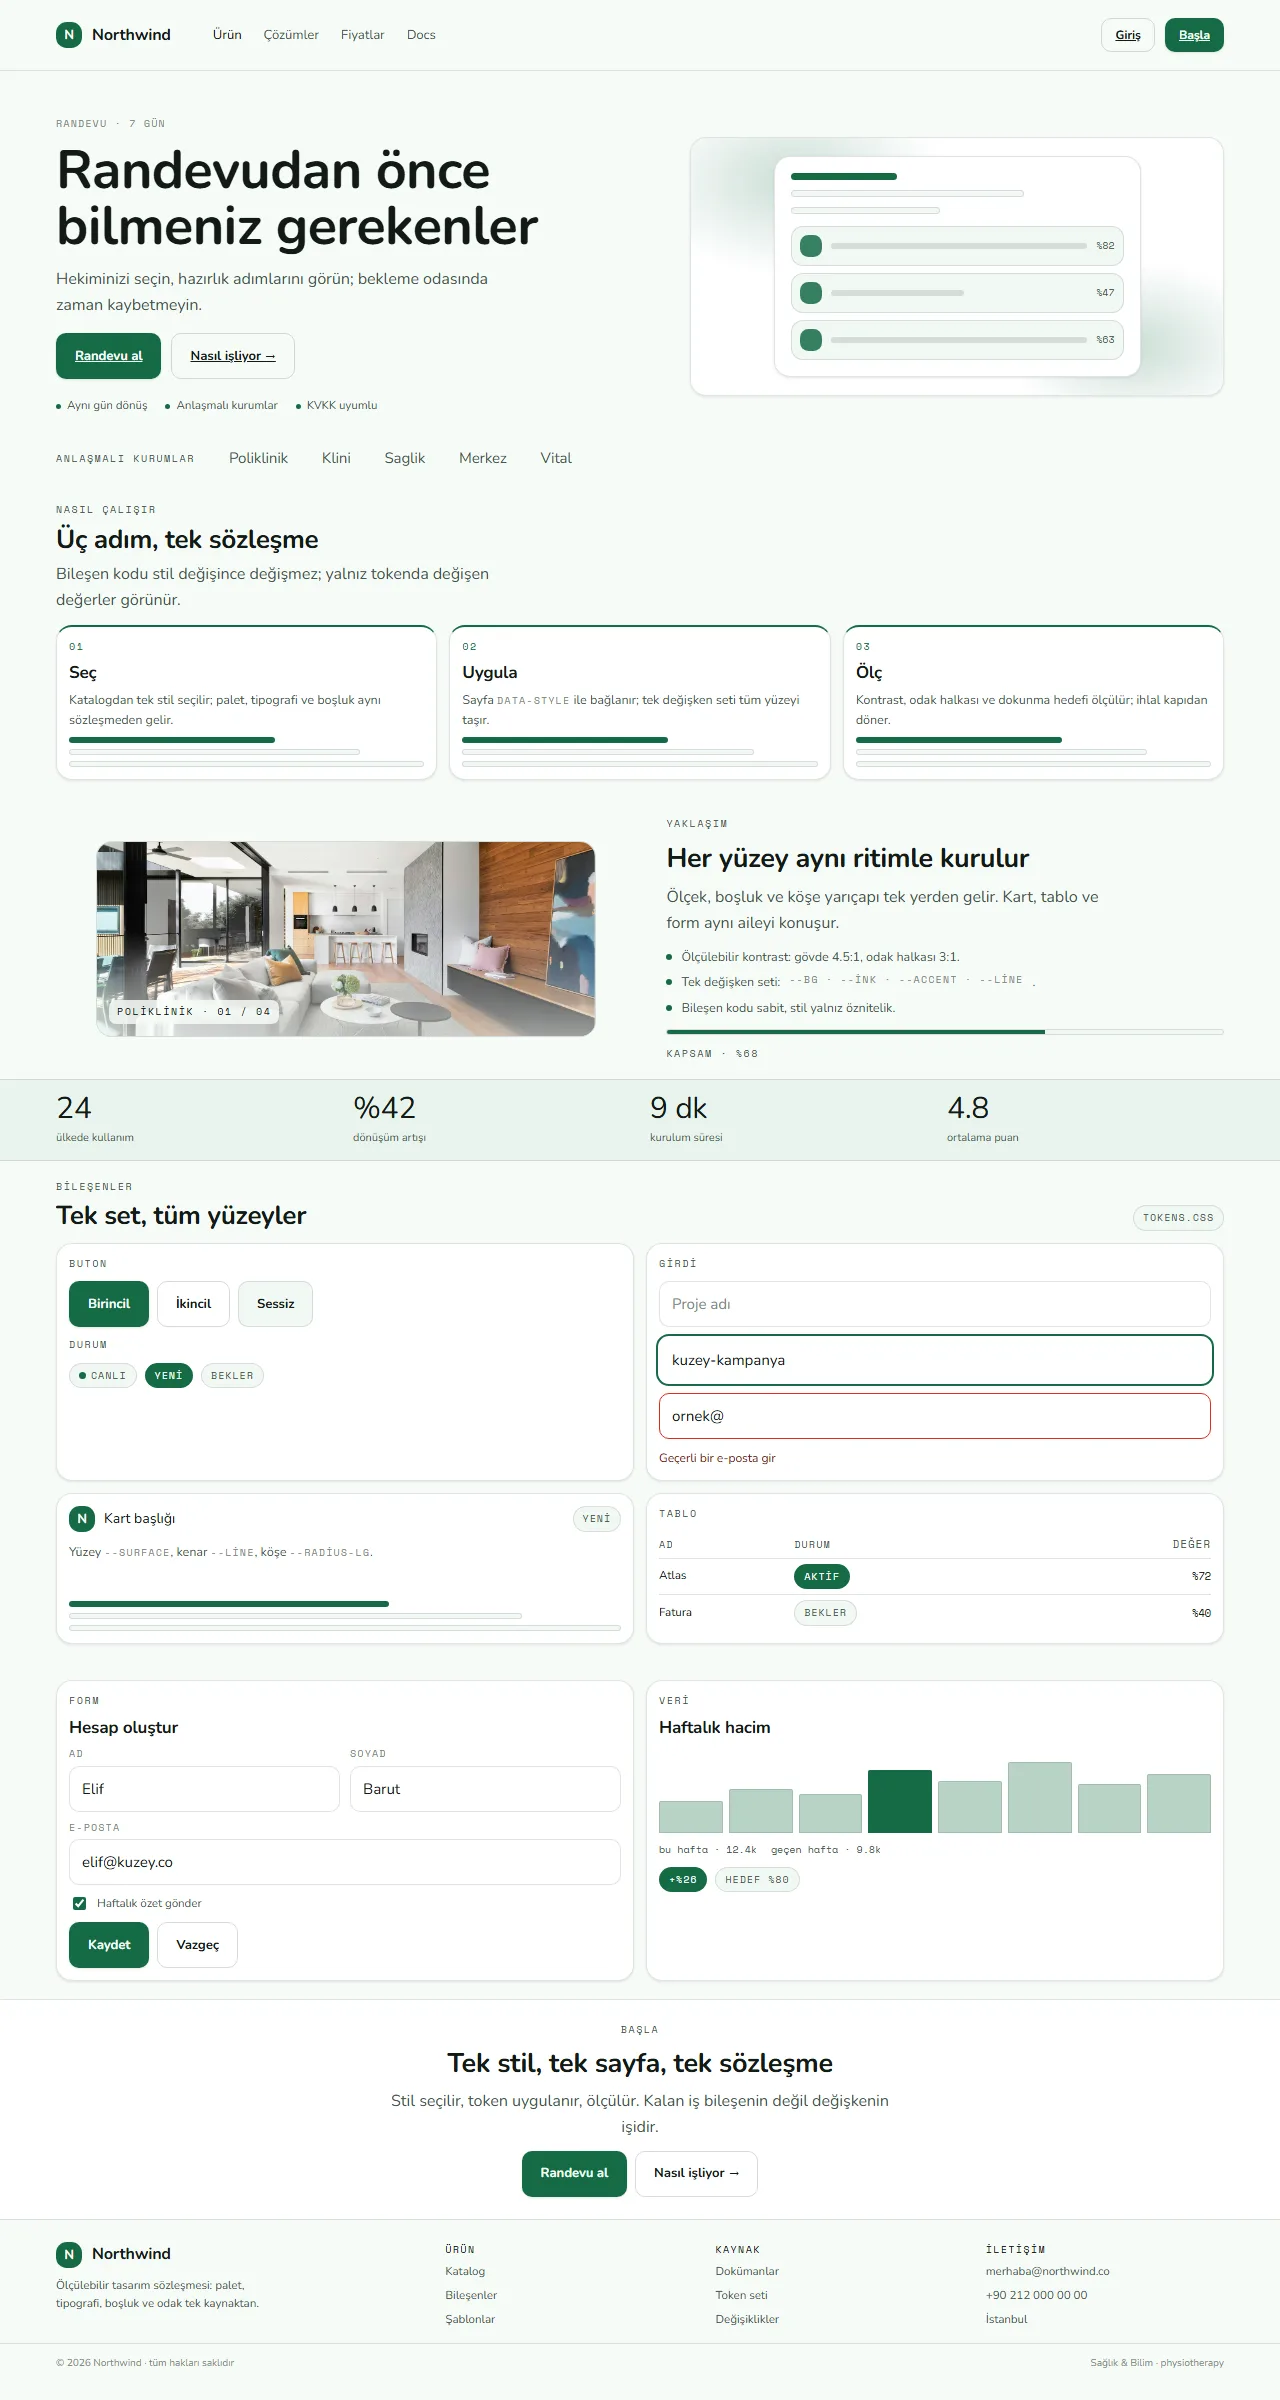 N Northwind Ürün Çözümler Fiyatlar Docs Giriş Başla
RANDEVU · 7 GÜN
Randevudan önce
bilmeniz gerekenler
Hekiminizi seçin, hazırlık adımlarını görün; bekleme odasında
zaman kaybetmeyin.
Randevu al Nasıl işliyor →
Aynı gün dönüş Anlaşmalı kurumlar KVKK uyumlu
%82
%47
%63
ANLAŞMALI KURUMLAR Poliklinik Klini Saglik Merkez Vital
NASIL ÇALIŞIR
Üç adım, tek sözleşme
Bileşen kodu stil değişince değişmez; yalnız tokenda değişen
değerler görünür.
01
Seç
Katalogdan tek stil seçilir; palet, tipografi ve boşluk aynı
sözleşmeden gelir.
02
Uygula
Sayfa DATA-STYLE ile bağlanır; tek değişken seti tüm yüzeyi
taşır.
03
Ölç
Kontrast, odak halkası ve dokunma hedefi ölçülür; ihlal kapıdan
döner.
POLİKLİNİK · 01 / 04
YAKLAŞIM
Her yüzey aynı ritimle kurulur
Ölçek, boşluk ve köşe yarıçapı tek yerden gelir. Kart, tablo ve
form aynı aileyi konuşur.
Ölçülebilir kontrast: gövde 4.5:1, odak halkası 3:1.
Tek değişken seti: --BG · --İNK · --ACCENT · --LİNE .
Bileşen kodu sabit, stil yalnız öznitelik.
KAPSAM · %68
24
ülkede kullanım
%42
dönüşüm artışı
9 dk
kurulum süresi
4.8
ortalama puan
BİLEŞENLER
Tek set, tüm yüzeyler
TOKENS.CSS
BUTON
Birincil İkincil Sessiz
DURUM
CANLI YENİ BEKLER
GİRDİ
Proje adı
kuzey-kampanya
ornek@
Geçerli bir e-posta gir
N Kart başlığı YENİ
Yüzey --SURFACE, kenar --LİNE, köşe --RADİUS-LG.
TABLO
AD DURUM DEĞER
Atlas AKTİF %72
Fatura BEKLER %40
FORM
Hesap oluştur
AD SOYAD
Elif Barut
E-POSTA
elif@kuzey.co
Haftalık özet gönder
Kaydet Vazgeç
VERİ
Haftalık hacim
bu hafta · 12.4k geçen hafta · 9.8k
+%26 HEDEF %80
BAŞLA
Tek stil, tek sayfa, tek sözleşme
Stil seçilir, token uygulanır, ölçülür. Kalan iş bileşenin değil değişkenin
işidir.
Randevu al Nasıl işliyor →
N Northwind
Ölçülebilir tasarım sözleşmesi: palet,
tipografi, boşluk ve odak tek kaynaktan.
ÜRÜN
Katalog
Bileşenler
Şablonlar
KAYNAK
Dokümanlar
Token seti
Değişiklikler
İLETİŞİM
merhaba@northwind.co
+90 212 000 00 00
İstanbul
© 2026 Northwind · tüm hakları saklıdır
Sağlık & Bilim · physiotherapy